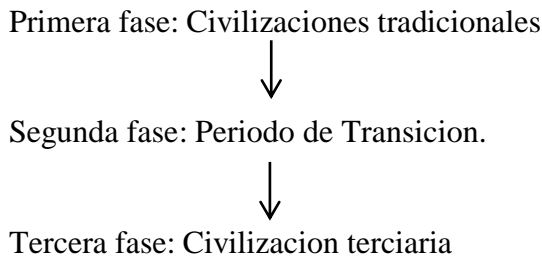 Primera fase: Civilizaciones tradicionales
Segunda fase: Periodo de Transicion.
Tercera fase: Civilizacion terciaria